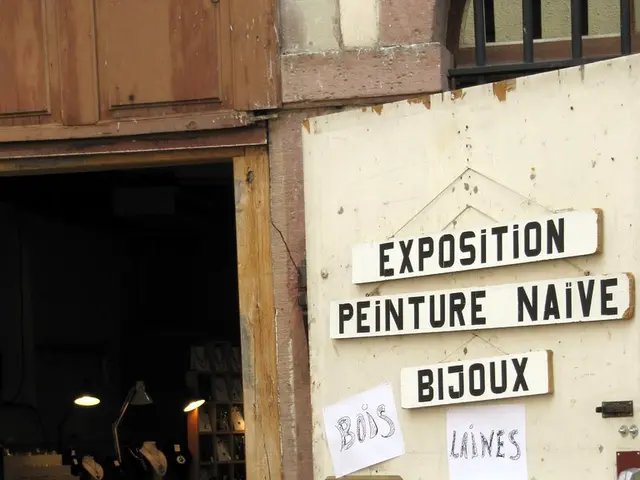 EXPOSiTiON
PEiNTURE NAÏVE
BIJOUX
BOiS
LAINES